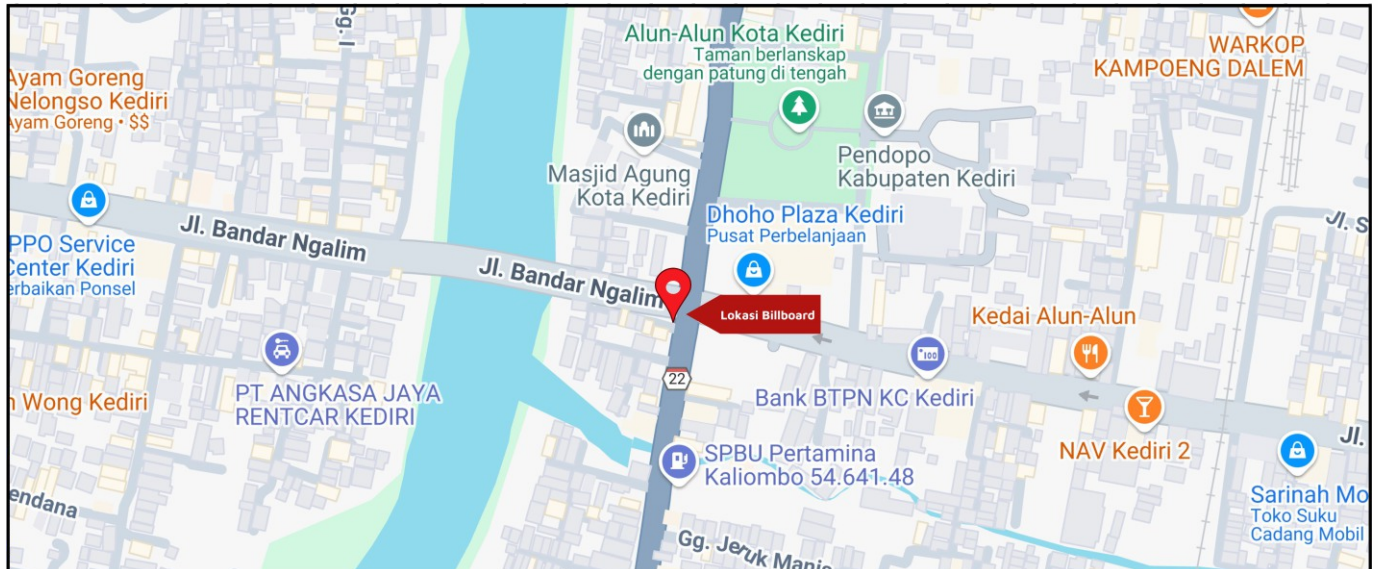 Gg. I
Alun-Alun Kota Kediri
Taman berlanskap
dengan patung di tengah
WARKOP
KAMPOENG DALEM
Ayam Goreng
Nelongso Kediri
Ayam Goreng • $$
Masjid Agung
Kota Kediri
Pendopo
Kabupaten Kediri
Dhoho Plaza Kediri
Pusat Perbelanjaan
Jl. S
Jl. Bandar Ngalim
PPO Service
Center Kediri
erbaikan Ponsel
Jl. Bandar Ngalim
Lokasi Billboard
Kedai Alun-Alun
100
22
PT ANGKASA JAYA
RENTCAR KEDIRI
Wong Kediri
Bank BTPN KC Kediri
NAV Kediri 2
Jl.
SPBU Pertamina
Kaliombo 54.641.48
Sarinah Mo
Toko Suku
Cadang Mobil
endana
Gg. Jeruk Manis